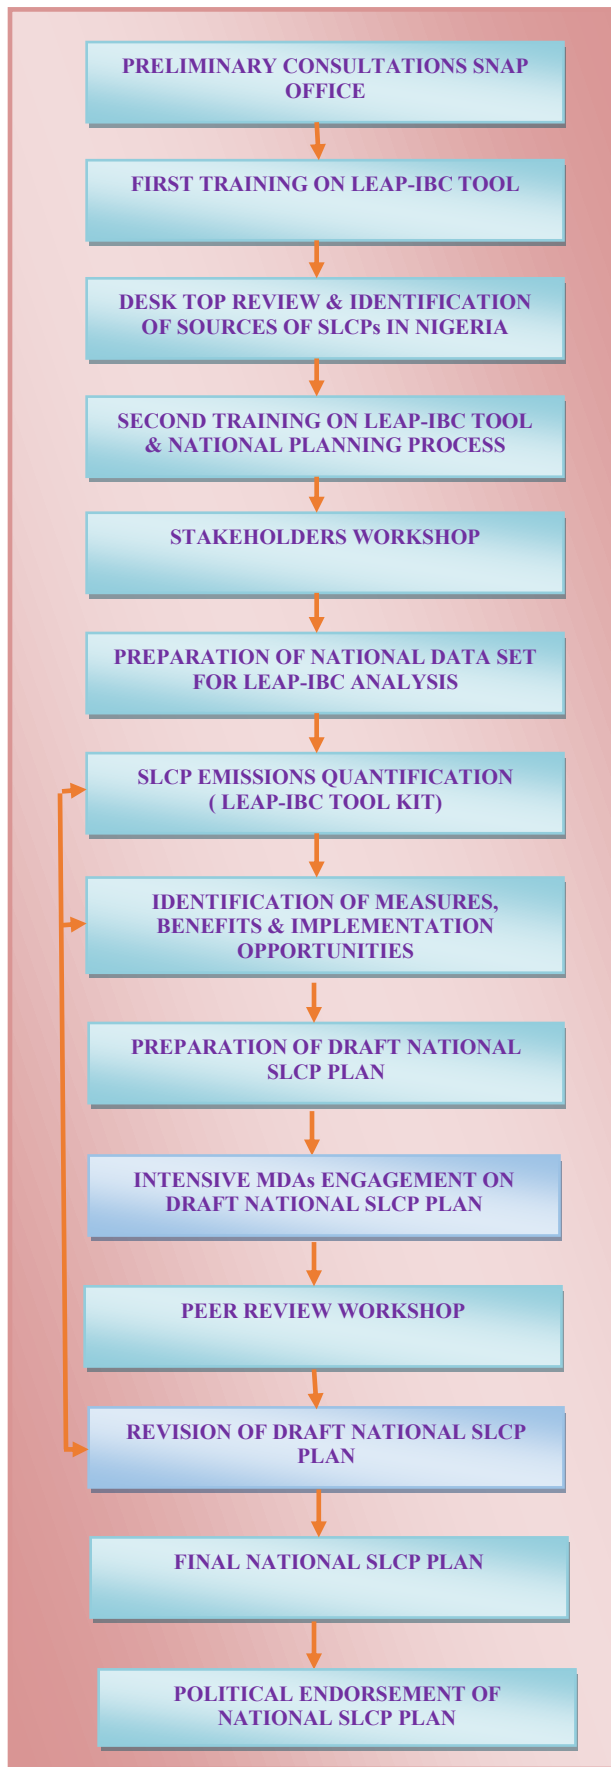 PRELIMINARY CONSULTATIONS SNAP
OFFICE
FIRST TRAINING ON LEAP-IBC TOOL
DESK TOP REVIEW & IDENTIFICATION
OF SOURCES OF SLCPs IN NIGERIA
SECOND TRAINING ON LEAP-IBC TOOL
& NATIONAL PLANNING PROCESS
STAKEHOLDERS WORKSHOP
PREPARATION OF NATIONAL DATA SET
FOR LEAP-IBC ANALYSIS
SLCP EMISSIONS QUANTIFICATION
( LEAP-IBC TOOL KIT)
IDENTIFICATION OF MEASURES,
BENEFITS & IMPLEMENTATION
OPPORTUNITIES
PREPARATION OF DRAFT NATIONAL
SLCP PLAN
INTENSIVE MDAs ENGAGEMENT ON
DRAFT NATIONAL SLCP PLAN
PEER REVIEW WORKSHOP
REVISION OF DRAFT NATIONAL SLCP
PLAN
FINAL NATIONAL SLCP PLAN
POLITICAL ENDORSEMENT OF
NATIONAL SLCP PLAN